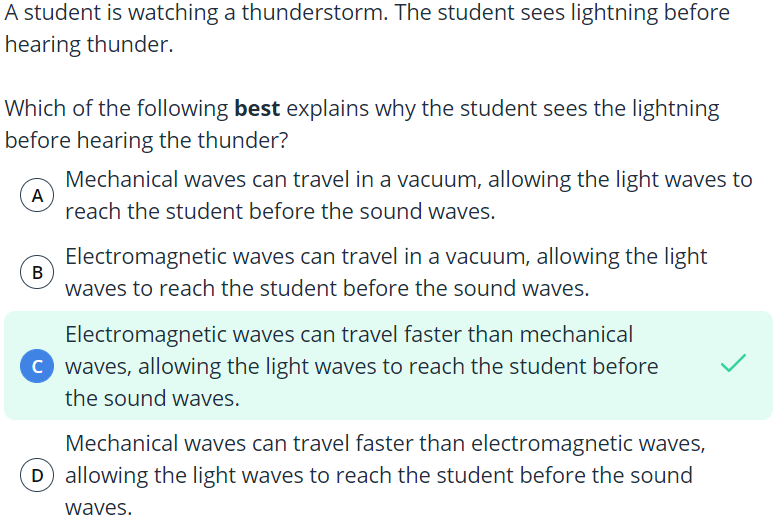 A student is watching a thunderstorm. The student sees lightning before
hearing thunder.
Which of the following best explains why the student sees the lightning
before hearing the thunder?
A
Mechanical waves can travel in a vacuum, allowing the light waves to
reach the student before the sound waves.
B
Electromagnetic waves can travel in a vacuum, allowing the light
waves to reach the student before the sound waves.
C
Electromagnetic waves can travel faster than mechanical
waves, allowing the light waves to reach the student before
the sound waves.
D
Mechanical waves can travel faster than electromagnetic waves,
allowing the light waves to reach the student before the sound
waves.